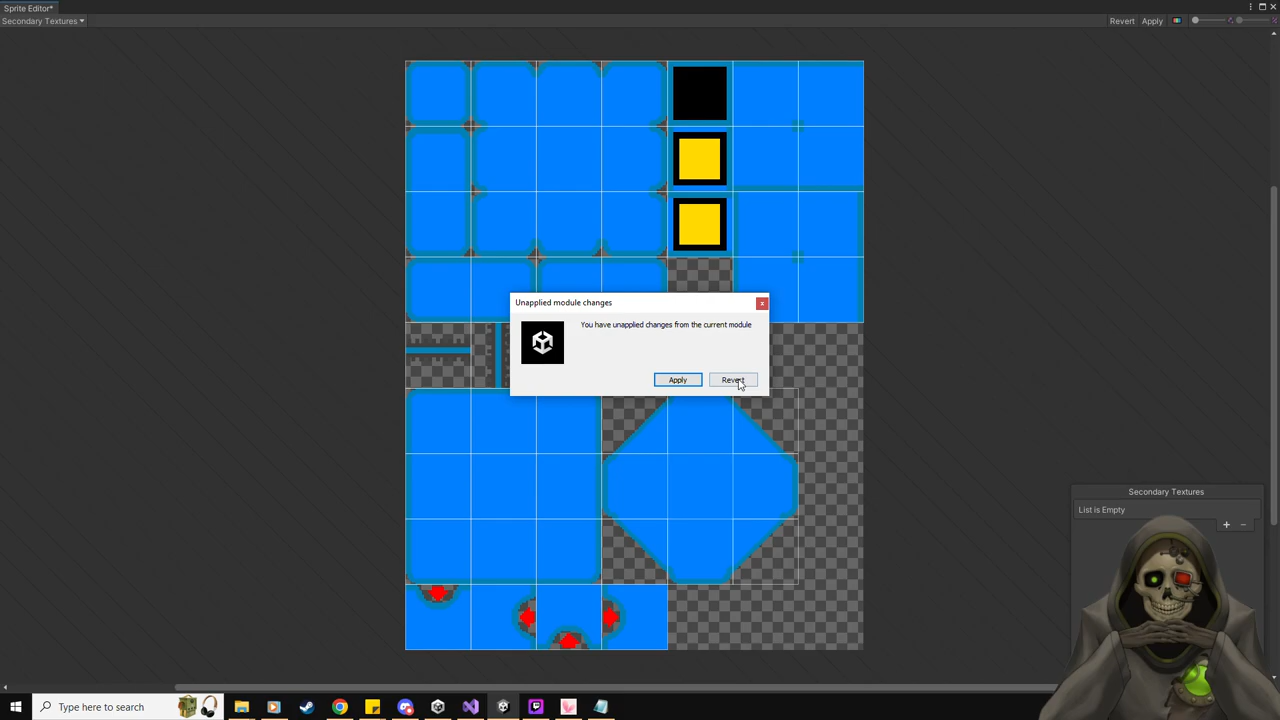 Sprite Editor*
Secondary Textures
Revert
Apply
Unapplied module changes
You have unapplied changes from the current module
Apply
Revert
Secondary Textures
List is Empty
Type here to search